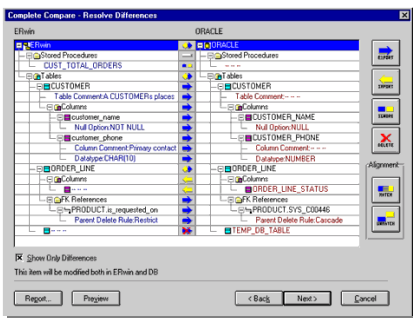 Complete Compare - Resolve Differences
ERwin ORACLE
ERwin ORACLE
Stored Procedures Stored Procedures
CUST_TOTAL_ORDERS - - - -
Tables Tables
CUSTOMER CUSTOMER
Table Comment:A CUSTOMERs places Table Comment:- - -
Columns Columns
customer_name CUSTOMER_NAME
Null Option:NOT NULL Null Option:NULL
customer_phone CUSTOMER_PHONE
Column Comment:Primary contact Column Comment:- - -
Datatype:CHAR(10) Datatype:NUMBER
ORDER_LINE ORDER_LINE
Columns Columns
- - - - ORDER_LINE_STATUS
FK References FK References
PRODUCT.is_requested_on PRODUCT.SYS_C00446
Parent Delete Rule:Restrict Parent Delete Rule:Cascade
- - - - TEMP_DB_TABLE
EXPORT
IMPORT
IGNORE
DELETE
Alignment
MATCH
UNMATCH
Show Only Differences
This item will be modified both in ERwin and DB
Report... Preview < Back Next > Cancel